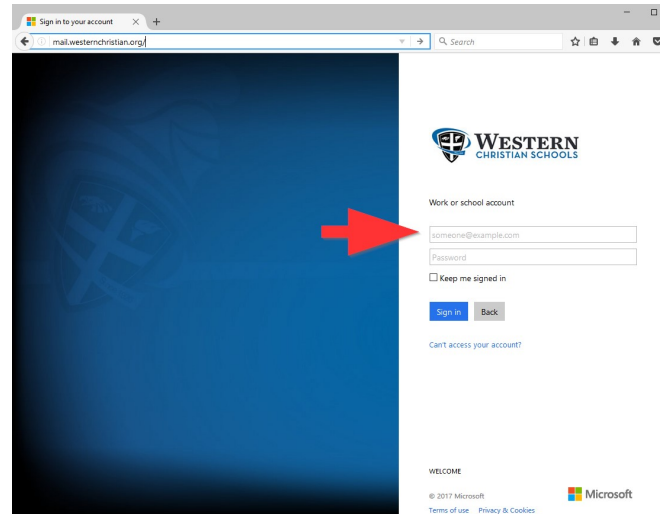 Sign in to your account
mail.westernchristian.org/
Search
WESTERN
CHRISTIAN SCHOOLS
Work or school account
someone@example.com
Password
Keep me signed in
Sign in Back
Can't access your account?
WELCOME
© 2017 Microsoft
Microsoft
Terms of use Privacy & Cookies